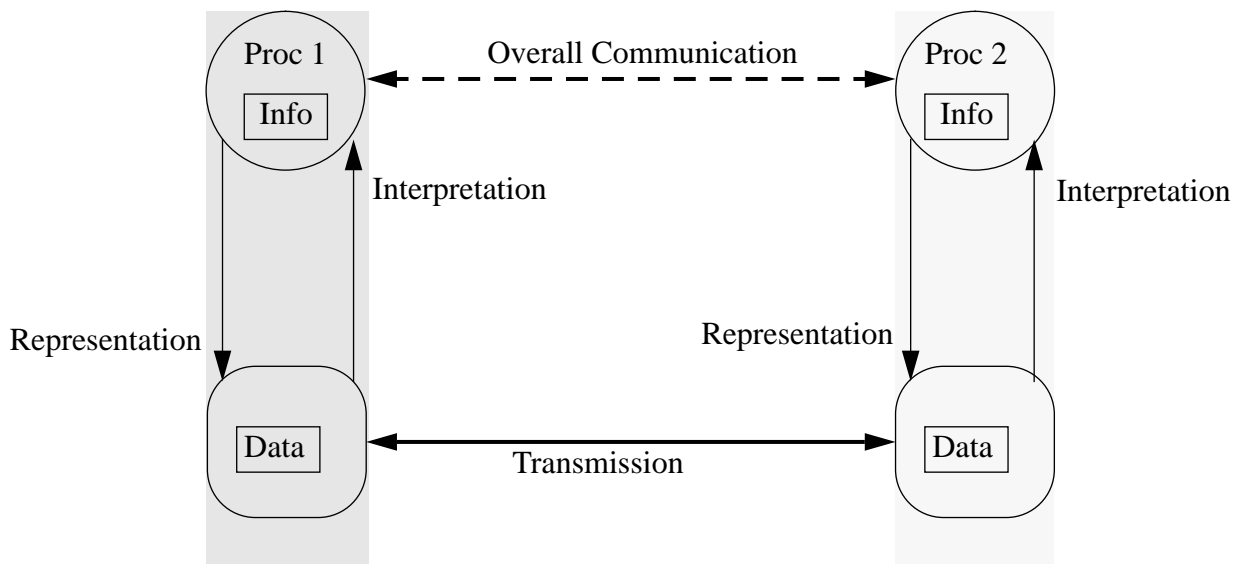 Proc 1
Overall Communication
Proc 2
Info
Info
Interpretation
Interpretation
Representation
Representation
Data
Transmission
Data